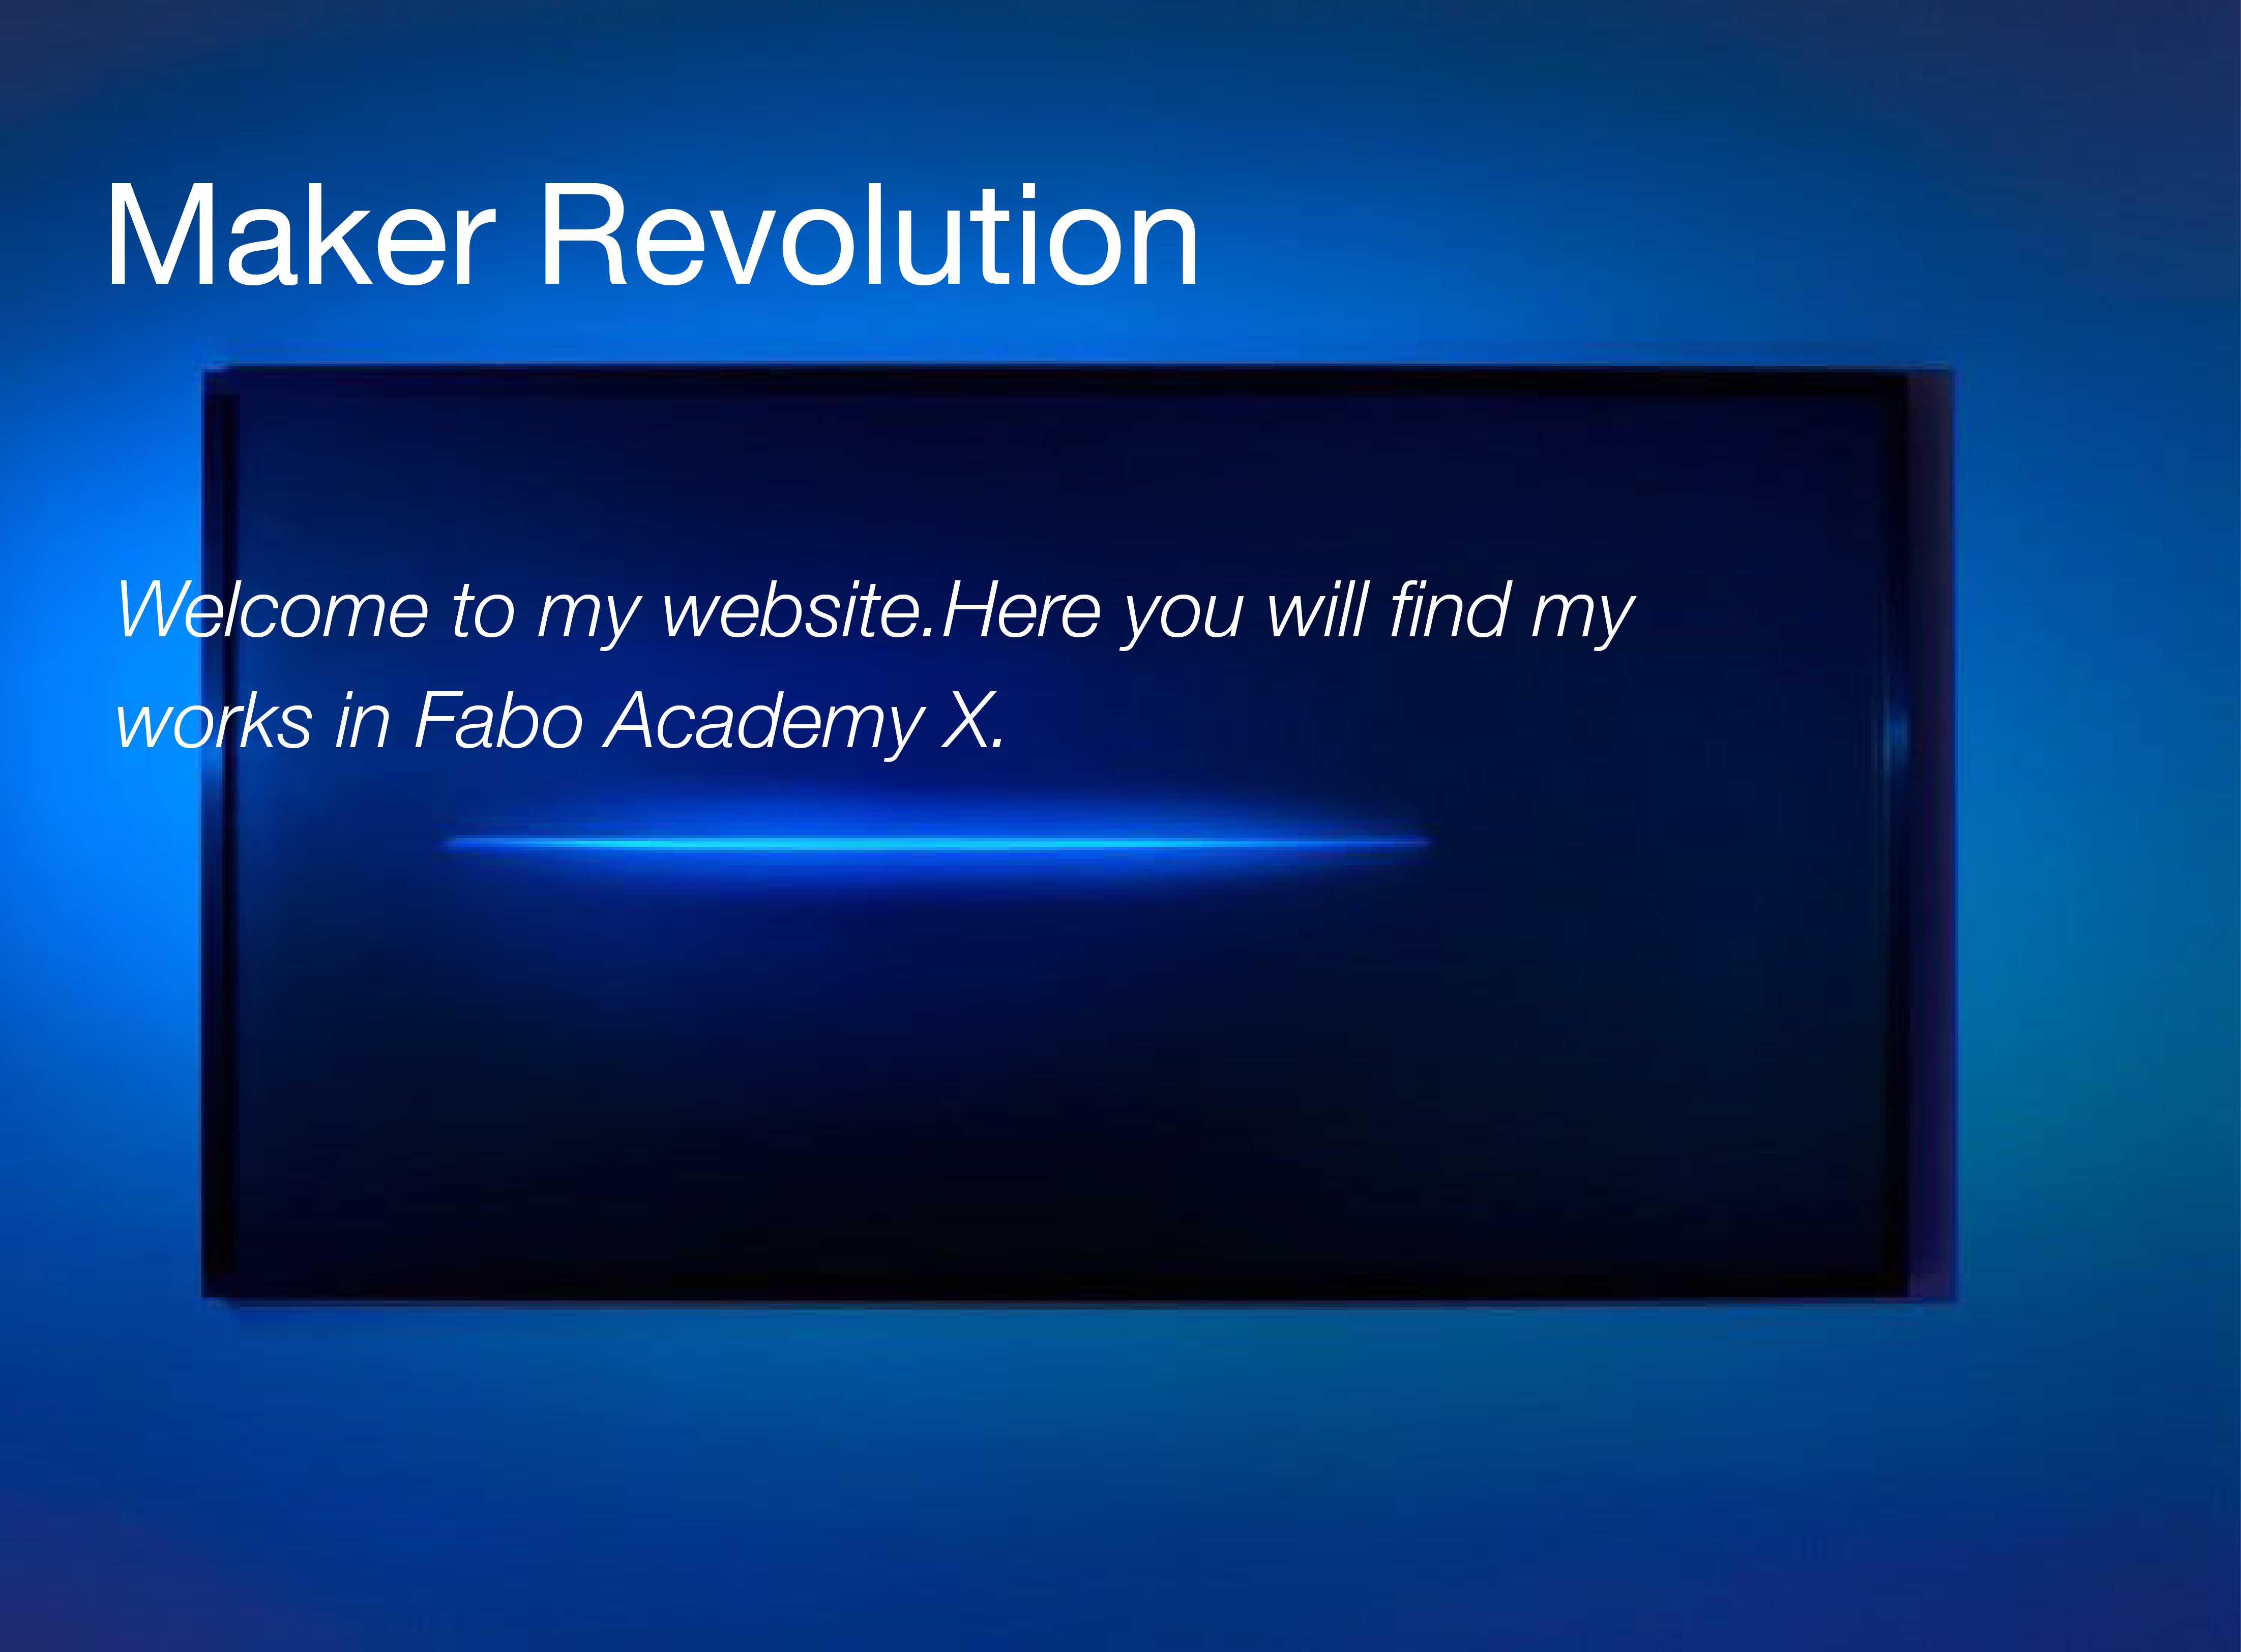 Maker Revolution
Welcome to my website.Here you will find my
works in Fabo Academy X.